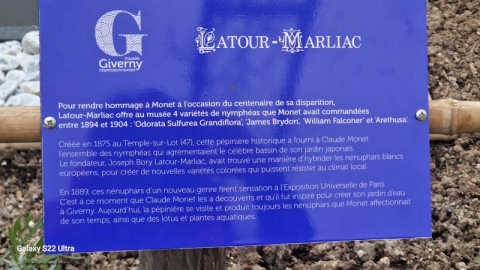 G
musée
Giverny
impressionnismes
LATOUR-MARLIAC
Pour rendre hommage à Monet à l'occasion du centenaire de sa disparition,
Latour-Marliac offre au musée 4 variétés de nymphéas que Monet avait commandées
entre 1894 et 1904 : 'Odorata Sulfurea Grandiflora', 'James Brydon', 'William Falconer' et 'Arethusa'.
Créée en 1875 au Temple-sur-Lot (47), cette pépinière historique a fourni à Claude Monet
l'ensemble des nymphéas qui agrémentaient le célèbre bassin de son jardin japonais.
Le fondateur, Joseph Bory Latour-Marliac, avait trouvé une manière d'hybrider les nénuphars blancs
européens, pour créer de nouvelles variétés colorées qui puissent résister au climat local.
En 1889, ces nénuphars d'un nouveau genre firent sensation à l'Exposition Universelle de Paris.
C'est à ce moment que Claude Monet les a découverts et qu'il fut inspiré pour créer son jardin d'eau
à Giverny. Aujourd'hui, la pépinière se visite et produit toujours les nénuphars que Monet affectionnait
de son temps, ainsi que des lotus et plantes aquatiques.
Galaxy S22 Ultra